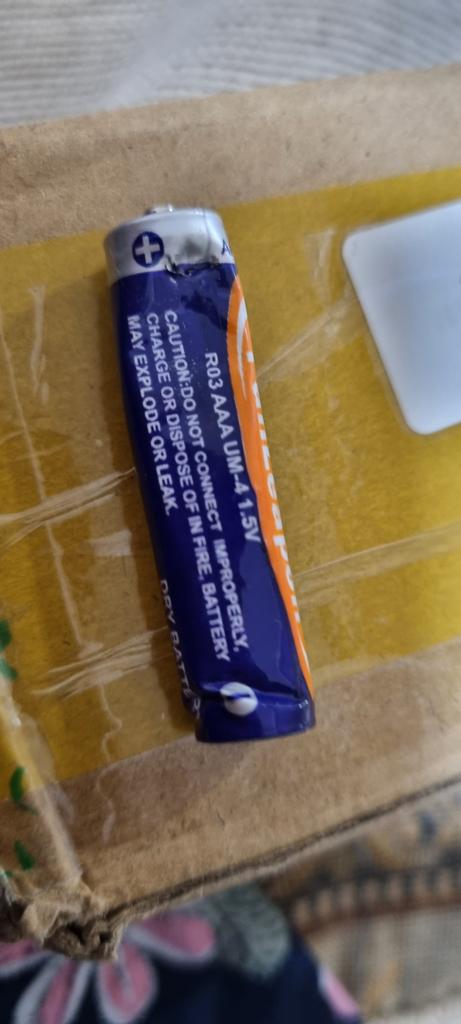 R03 AAA UM-4 1.5V
CAUTION:DO NOT CONNECT IMPROPERLY,
CHARGE OR DISPOSE OF IN FIRE, BATTERY
MAY EXPLODE OR LEAK.
DRY BATTER